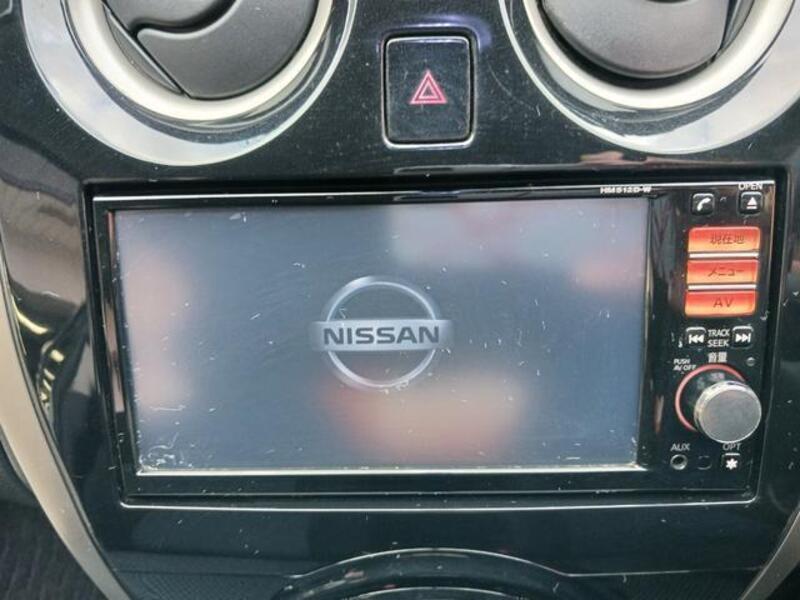 HM512D-W
OPEN
現在地
メニュー
AV
NISSAN
TRACK
SEEK
音量
PUSH
AV OFF
AUX
OPT